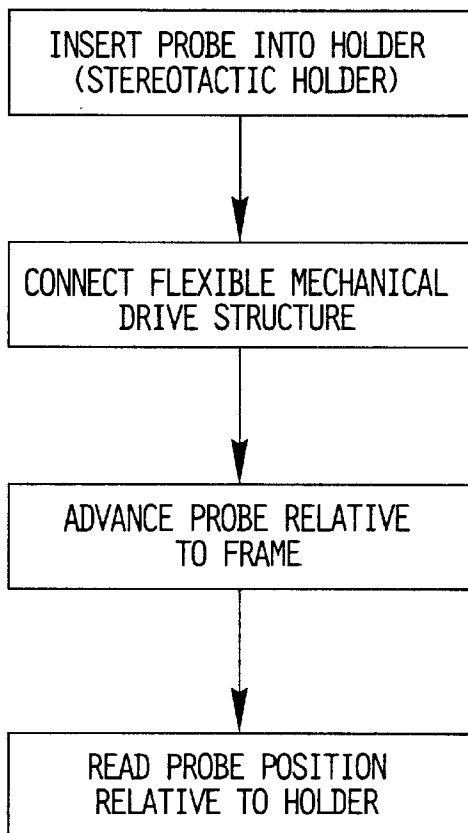 INSERT PROBE INTO HOLDER
(STEREOTACTIC HOLDER)
CONNECT FLEXIBLE MECHANICAL
DRIVE STRUCTURE
ADVANCE PROBE RELATIVE
TO FRAME
READ PROBE POSITION
RELATIVE TO HOLDER